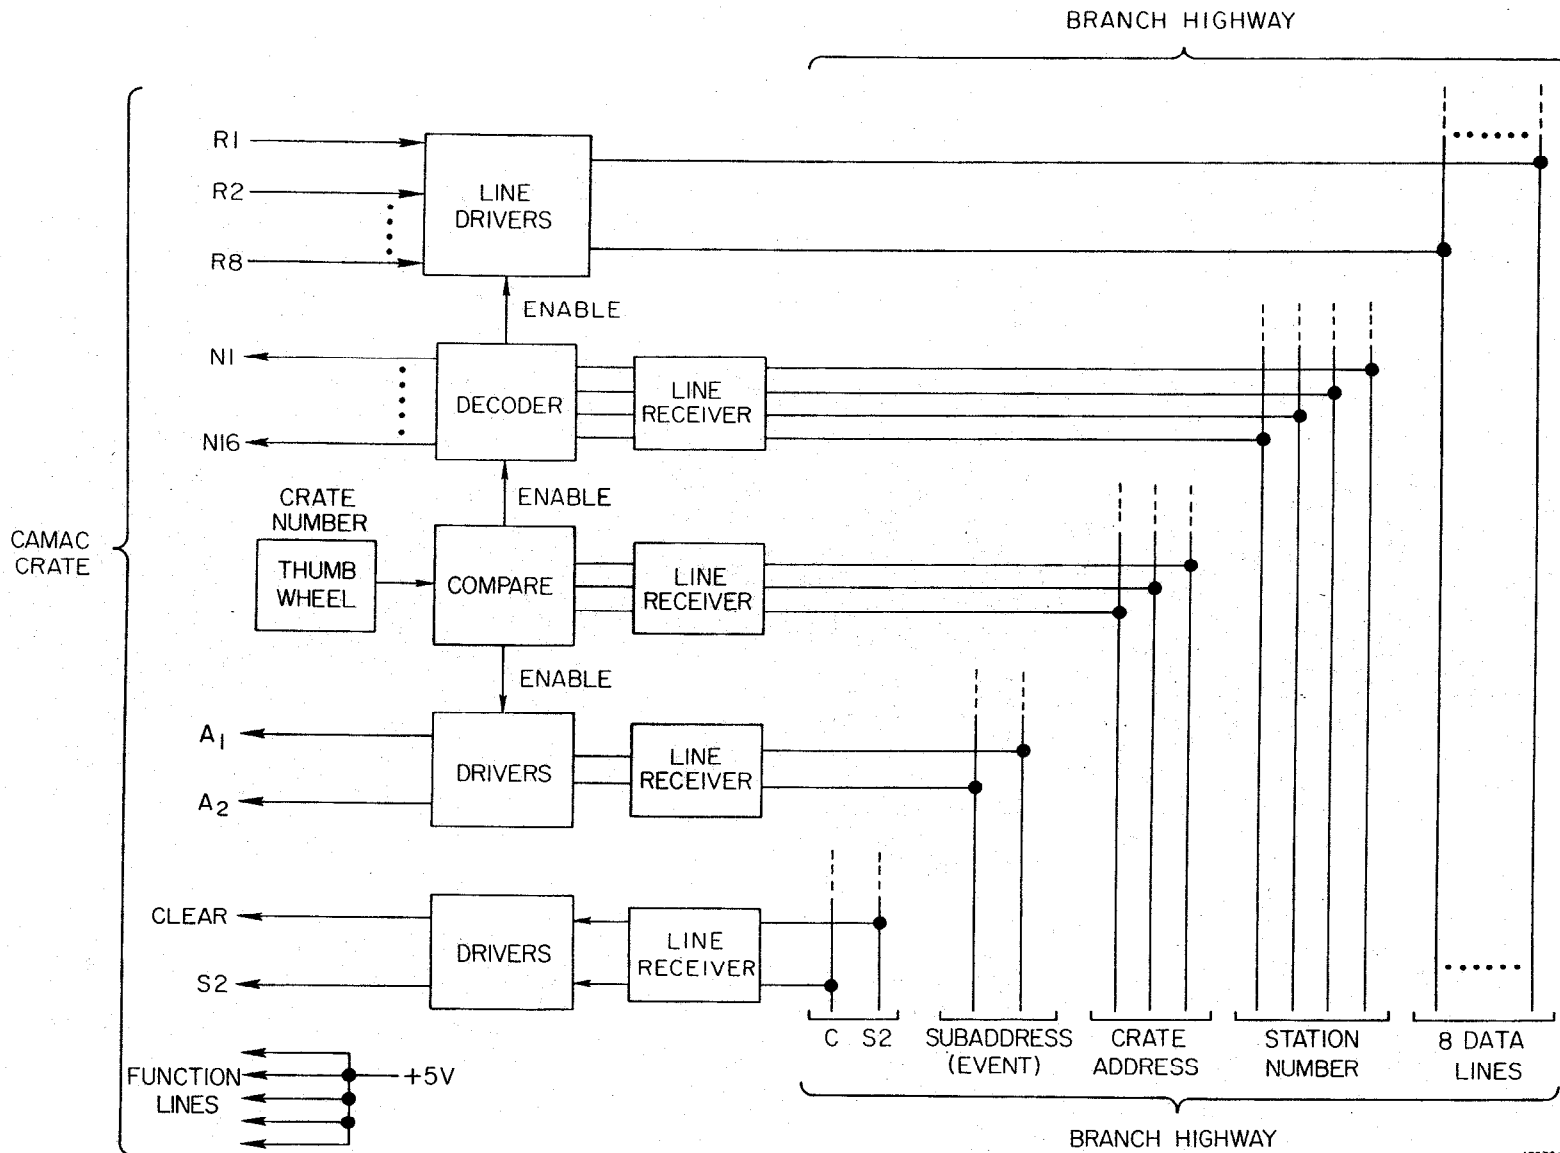 BRANCH HIGHWAY
R1
R2
R8
LINE
DRIVERS
ENABLE
N1
N16
DECODER
LINE
RECEIVER
ENABLE
CRATE
NUMBER
THUMB
WHEEL
COMPARE
LINE
RECEIVER
CAMAC
CRATE
ENABLE
A1
A2
DRIVERS
LINE
RECEIVER
CLEAR
S2
DRIVERS
LINE
RECEIVER
C S2
SUBADDRESS
(EVENT)
CRATE
ADDRESS
STATION
NUMBER
8 DATA
LINES
FUNCTION
LINES
+5V
BRANCH HIGHWAY